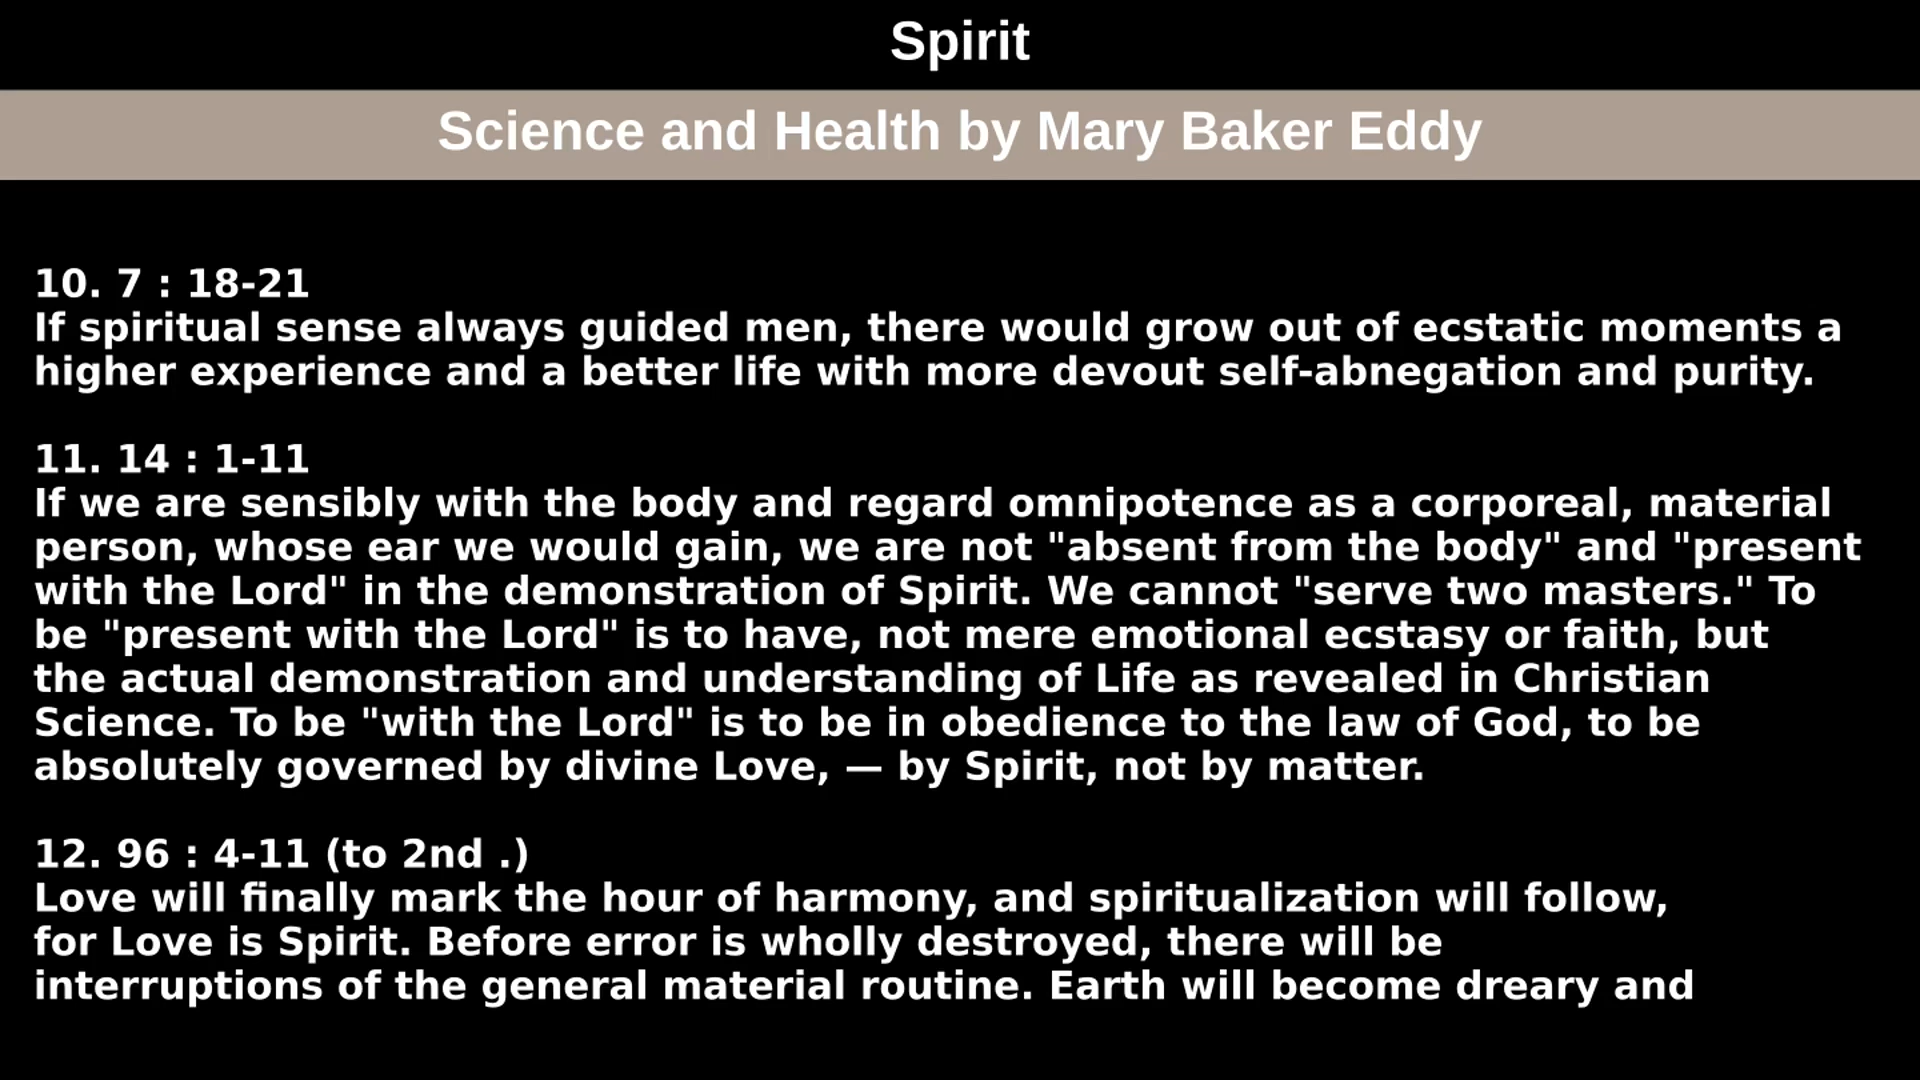 Spirit
Science and Health by Mary Baker Eddy
10. 7 : 18-21
If spiritual sense always guided men, there would grow out of ecstatic moments a
higher experience and a better life with more devout self-abnegation and purity.
11. 14 : 1-11
If we are sensibly with the body and regard omnipotence as a corporeal, material
person, whose ear we would gain, we are not "absent from the body" and "present
with the Lord" in the demonstration of Spirit. We cannot "serve two masters." To
be "present with the Lord" is to have, not mere emotional ecstasy or faith, but
the actual demonstration and understanding of Life as revealed in Christian
Science. To be "with the Lord" is to be in obedience to the law of God, to be
absolutely governed by divine Love, — by Spirit, not by matter.
12. 96 : 4-11 (to 2nd .)
Love will finally mark the hour of harmony, and spiritualization will follow,
for Love is Spirit. Before error is wholly destroyed, there will be
interruptions of the general material routine. Earth will become dreary and